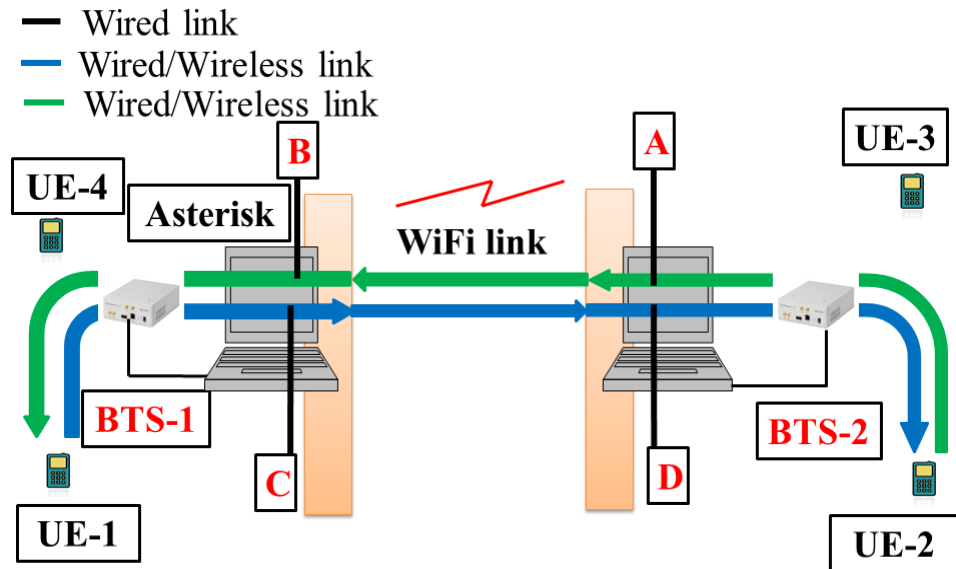 Wired link
Wired/Wireless link
Wired/Wireless link
B
A
UE-3
UE-4
Asterisk
WiFi link
BTS-1
BTS-2
C
D
UE-1
UE-2